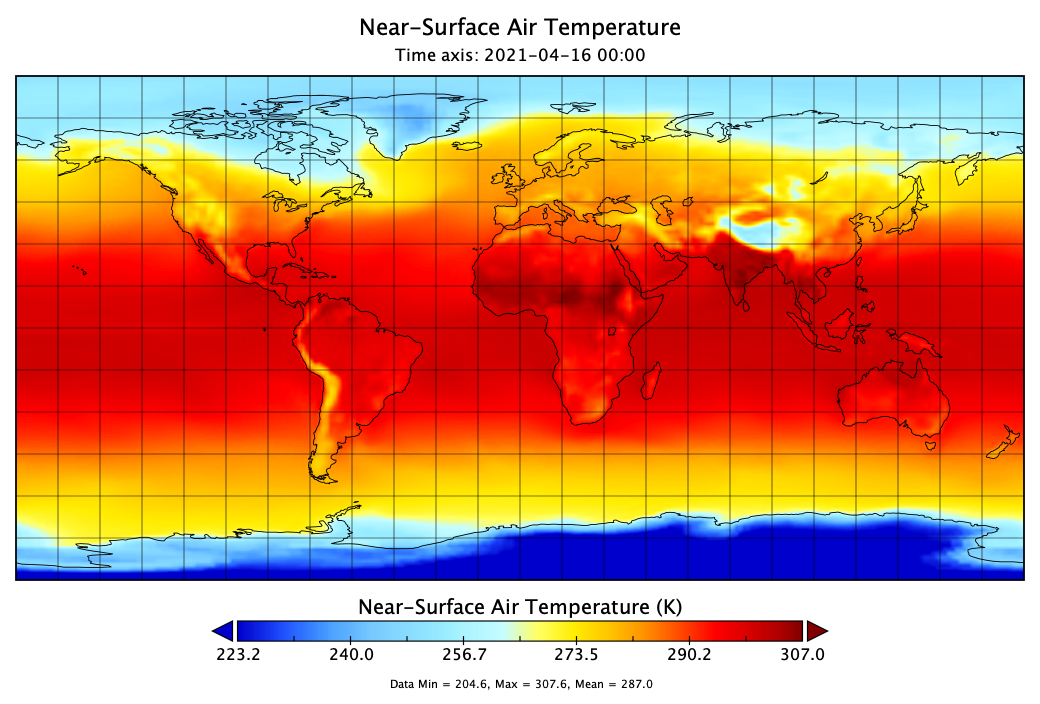 Near-Surface Air Temperature
Time axis: 2021-04-16 00:00
Near-Surface Air Temperature (K)
223.2 240.0 256.7 273.5 290.2 307.0
Data Min = 204.6, Max = 307.6, Mean = 287.0